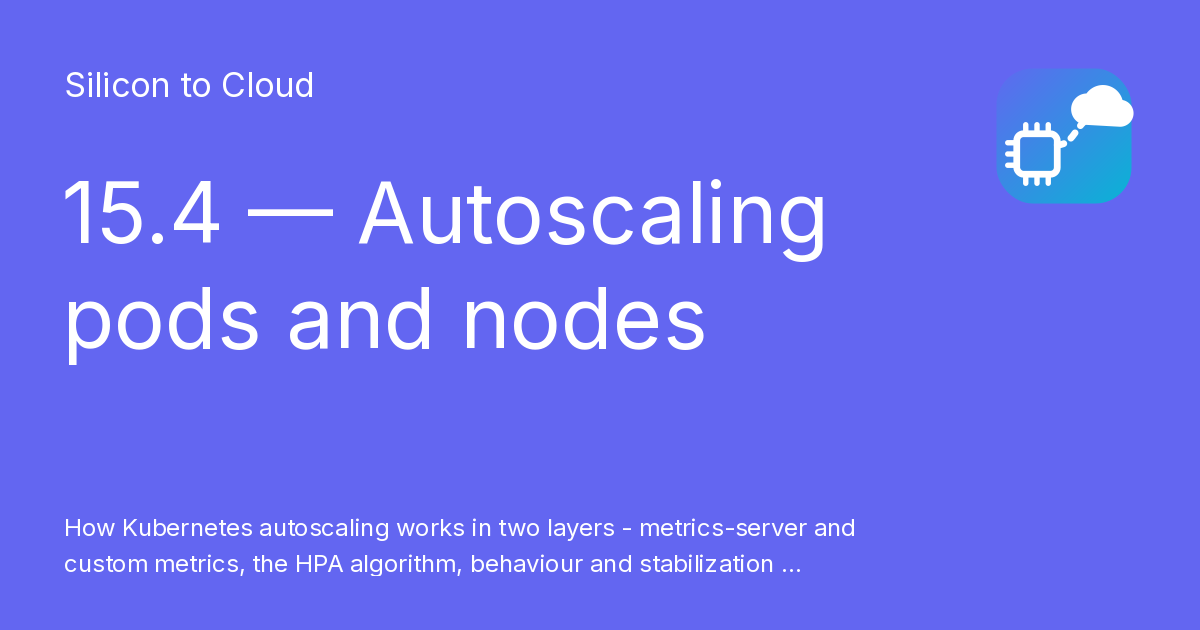 Silicon to Cloud
15.4 — Autoscaling
pods and nodes
How Kubernetes autoscaling works in two layers - metrics-server and
custom metrics, the HPA algorithm, behaviour and stabilization ...